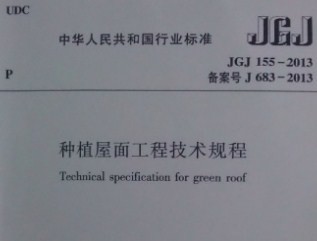 UDC
中华人民共和国行业标准 JGJ
JGJ 155-2013
P 备案号 J 683-2013
种植屋面工程技术规程
Technical specification for green roof